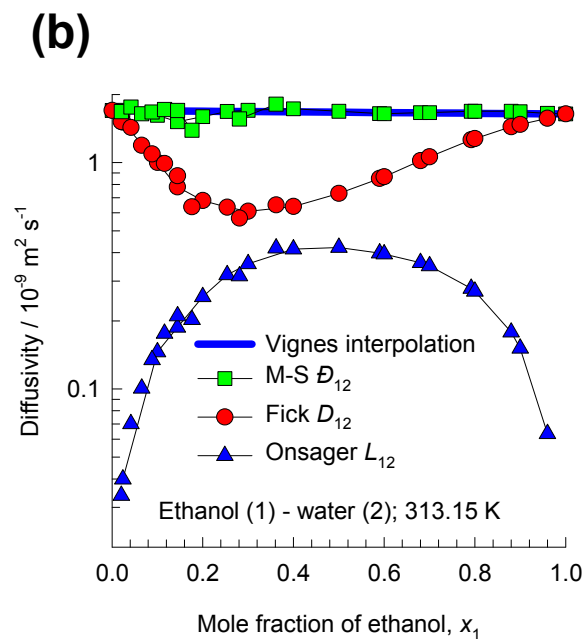 (b)
Diffusivity / 10⁻⁹ m² s⁻¹
1
0.1
Vignes interpolation
M-S Đ₁₂
Fick D₁₂
Onsager L₁₂
Ethanol (1) - water (2); 313.15 K
0.0 0.2 0.4 0.6 0.8 1.0
Mole fraction of ethanol, x₁